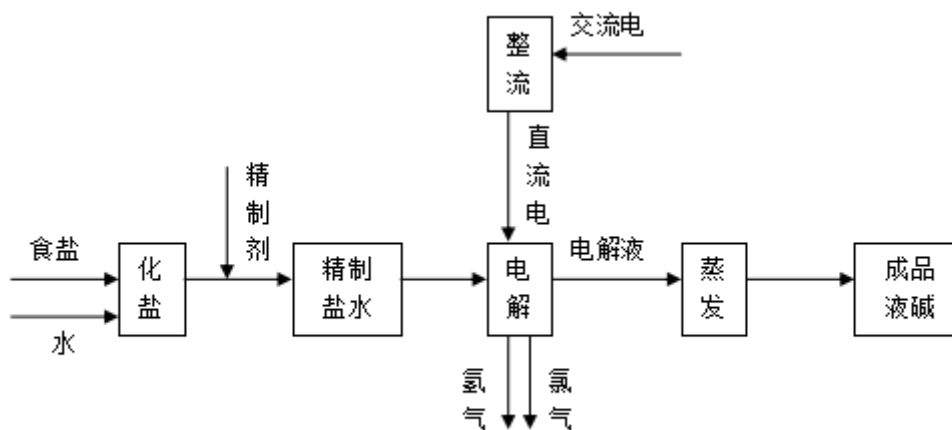 交流电
整
流
直
流
电
精
制
剂
食盐
水
化
盐
精制
盐水
电
解
电解液
蒸
发
成品
液碱
氢
气
氯
气